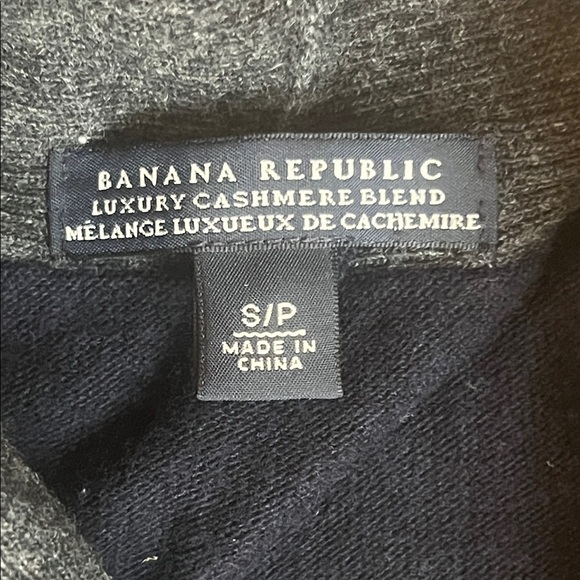 BANANA REPUBLIC
LUXURY CASHMERE BLEND
MÉLANGE LUXUEUX DE CACHEMIRE
S/P
MADE IN
CHINA